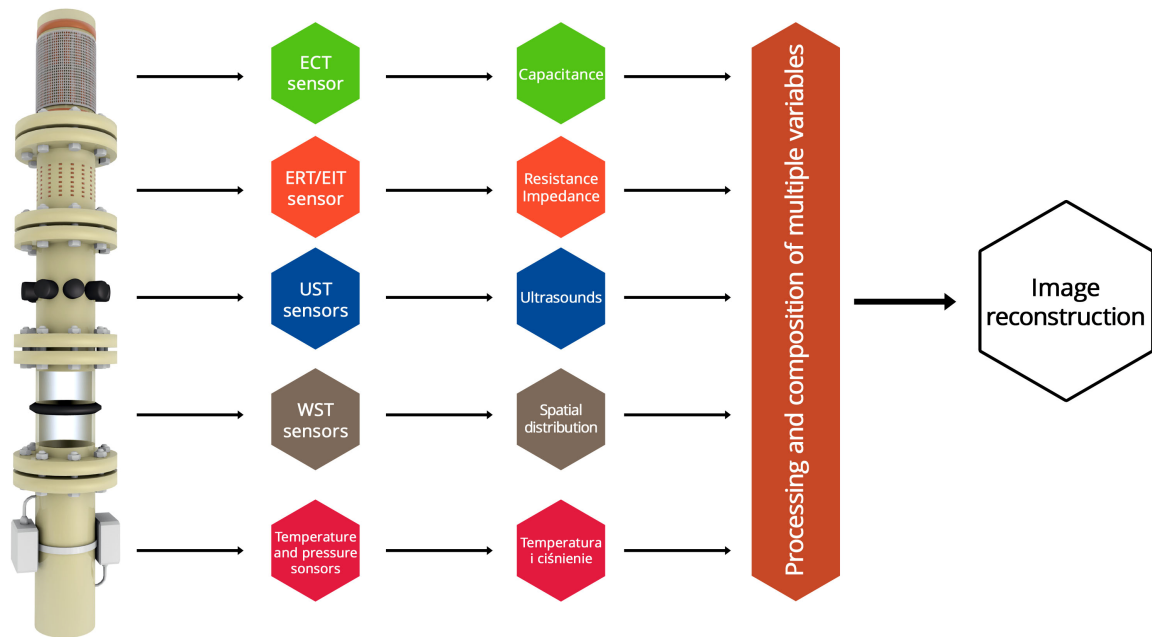 ECT
sensor
Capacitance
ERT/EIT
sensor
Resistance
Impedance
UST
sensors
Ultrasounds
WST
sensors
Spatial
distribution
Temperature
and pressure
sonsors
Temperatura
i ciśnienie
Processing and composition of multiple variables
Image
reconstruction